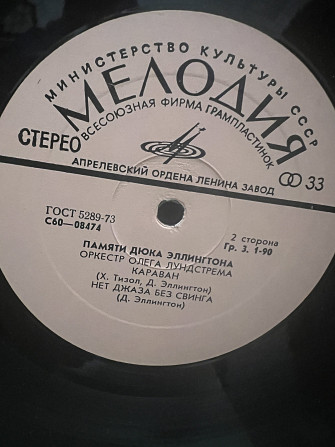 МИНИСТЕРСТВО КУЛЬТУРЫ СССР
МЕЛОДИЯ
ВСЕСОЮЗНАЯ ФИРМА ГРАМПЛАСТИНОК
СТЕРЕО
33
АПРЕЛЕВСКИЙ ОРДЕНА ЛЕНИНА ЗАВОД
ГОСТ 5289-73
С60—08474
2 сторона
Гр. 3. 1-90
ПАМЯТИ ДЮКА ЭЛЛИНГТОНА
ОРКЕСТР ОЛЕГА ЛУНДСТРЕМА
КАРАВАН
(Х. Тизол, Д. Эллингтон)
НЕТ ДЖАЗА БЕЗ СВИНГА
(Д. Эллингтон)